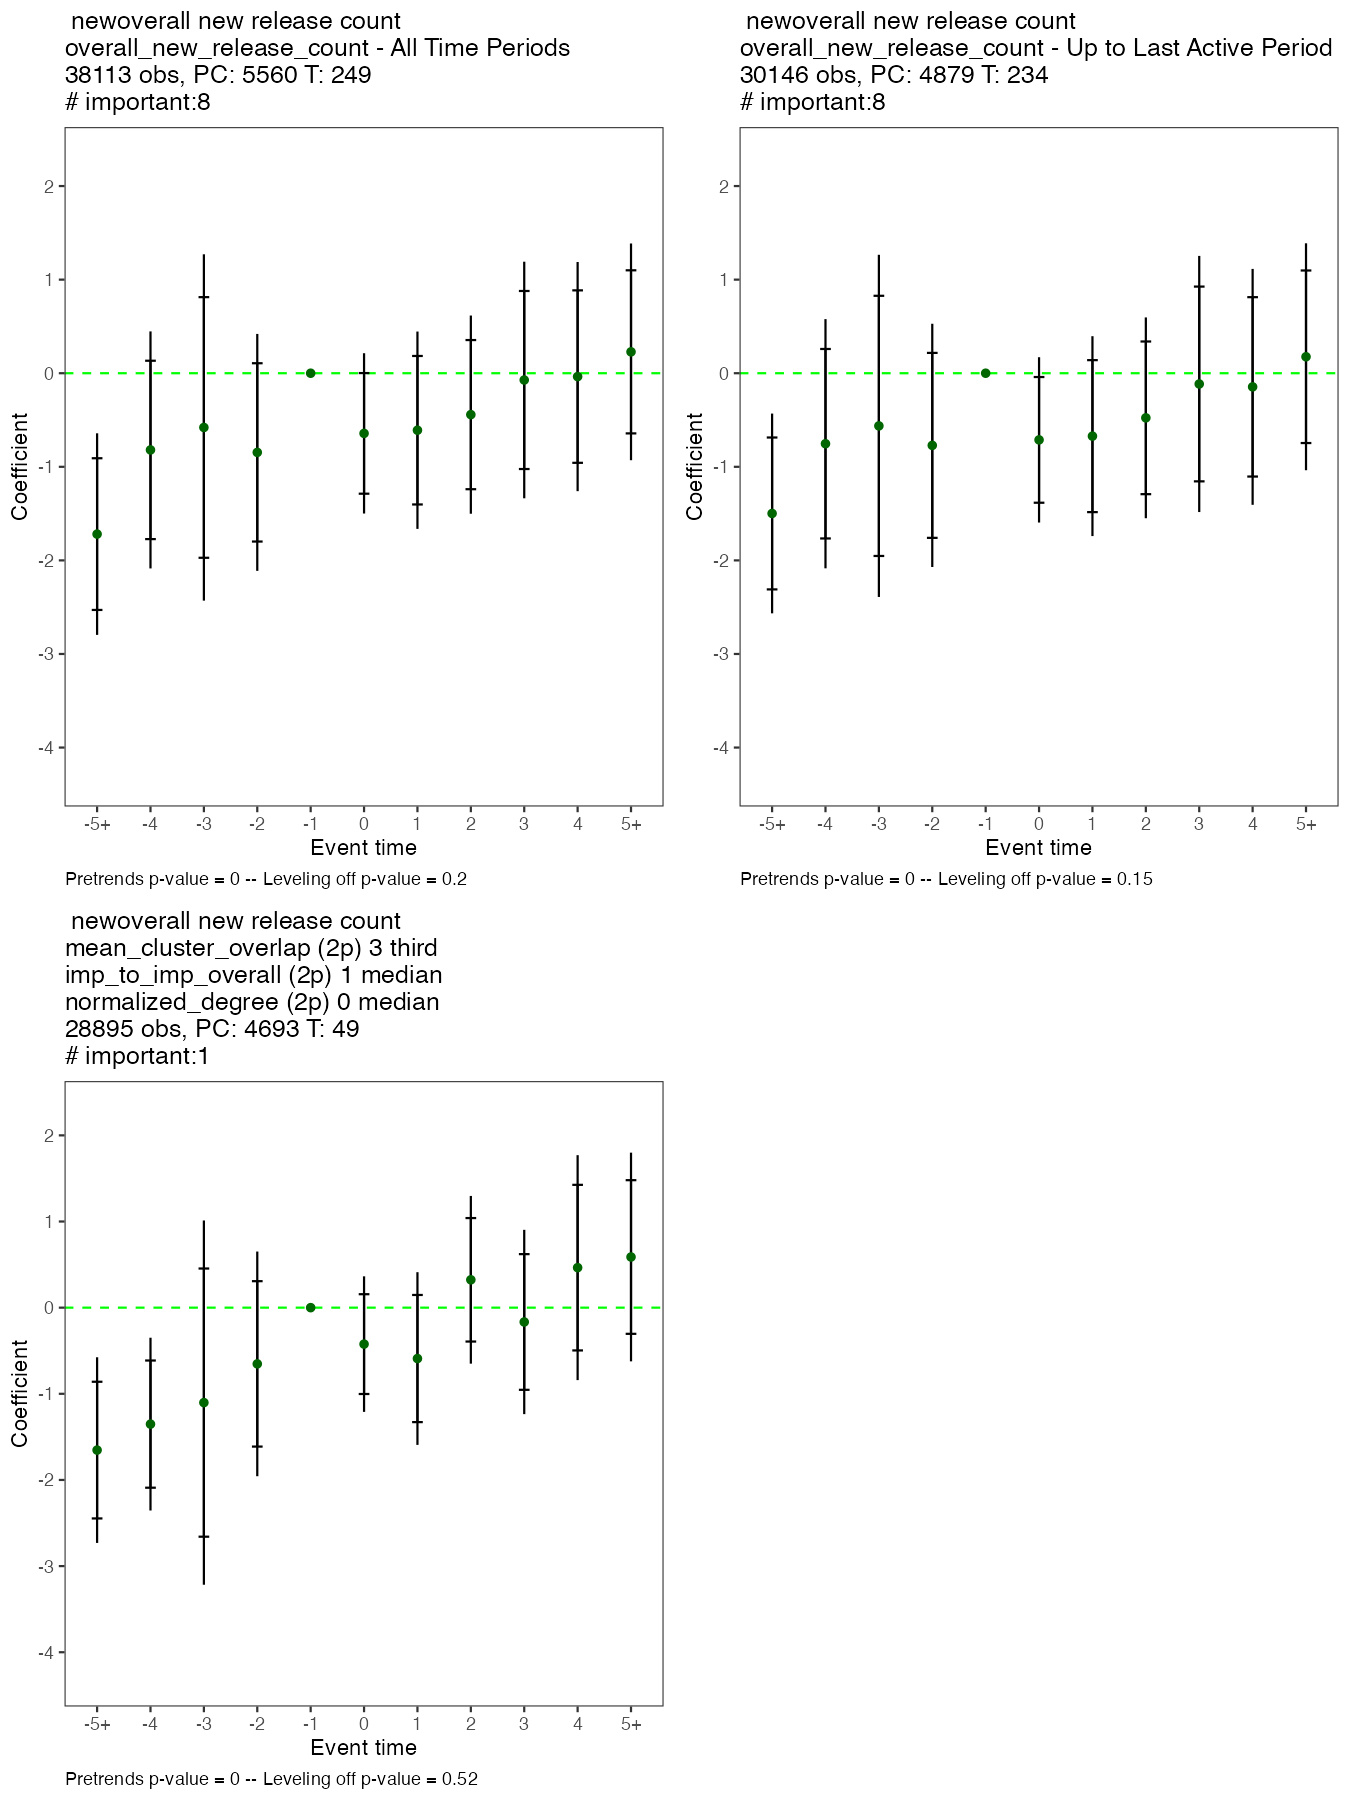 newoverall new release count
overall_new_release_count - All Time Periods
38113 obs, PC: 5560 T: 249
# important:8
2
1
0
-1
-2
-3
-4
Coefficient
-5+ -4 -3 -2 -1 0 1 2 3 4 5+
Event time
Pretrends p-value = 0 -- Leveling off p-value = 0.2
newoverall new release count
overall_new_release_count - Up to Last Active Period
30146 obs, PC: 4879 T: 234
# important:8
2
1
0
-1
-2
-3
-4
Coefficient
-5+ -4 -3 -2 -1 0 1 2 3 4 5+
Event time
Pretrends p-value = 0 -- Leveling off p-value = 0.15
newoverall new release count
mean_cluster_overlap (2p) 3 third
imp_to_imp_overall (2p) 1 median
normalized_degree (2p) 0 median
28895 obs, PC: 4693 T: 49
# important:1
2
1
0
-1
-2
-3
-4
Coefficient
-5+ -4 -3 -2 -1 0 1 2 3 4 5+
Event time
Pretrends p-value = 0 -- Leveling off p-value = 0.52